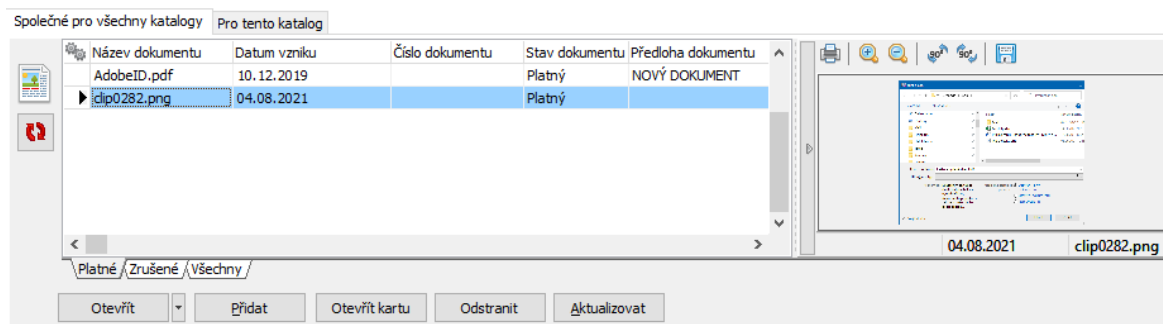 Společné pro všechny katalogy Pro tento katalog
Název dokumentu Datum vzniku Číslo dokumentu Stav dokumentu Předloha dokumentu
AdobeID.pdf 10.12.2019 Platný NOVÝ DOKUMENT
clip0282.png 04.08.2021 Platný
04.08.2021 clip0282.png
Platné Zrušené Všechny
Otevřít Přidat Otevřít kartu Odstranit Aktualizovat